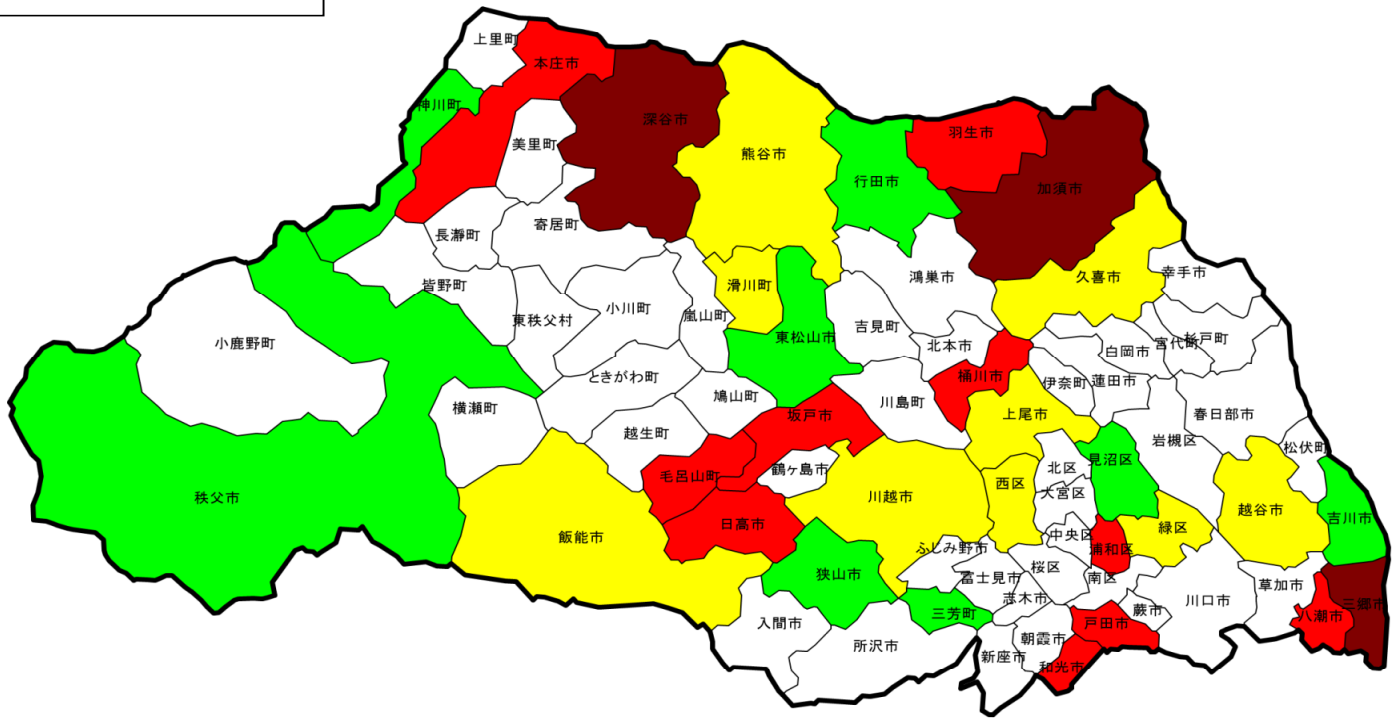 上里町
本庄市
神川町
深谷市
美里町
熊谷市
羽生市
行田市
加須市
長瀞町
寄居町
皆野町
滑川町
鴻巣市
久喜市
幸手市
小鹿野町
東秩父村
小川町
嵐山町
吉見町
東松山市
北本市
白岡市
宮代町
杉戸町
ときがわ町
桶川市
伊奈町
蓮田市
横瀬町
鳩山町
川島町
坂戸市
上尾市
春日部市
越生町
岩槻区
松伏町
毛呂山町
鶴ヶ島市
北区
見沼区
秩父市
川越市
西区
大宮区
越谷市
吉川市
日高市
飯能市
緑区
中央区
浦和区
ふじみ野市
狭山市
富士見市
桜区
南区
草加市
三郷市
志木市
川口市
三芳町
蕨市
八潮市
入間市
戸田市
所沢市
朝霞市
新座市
和光市